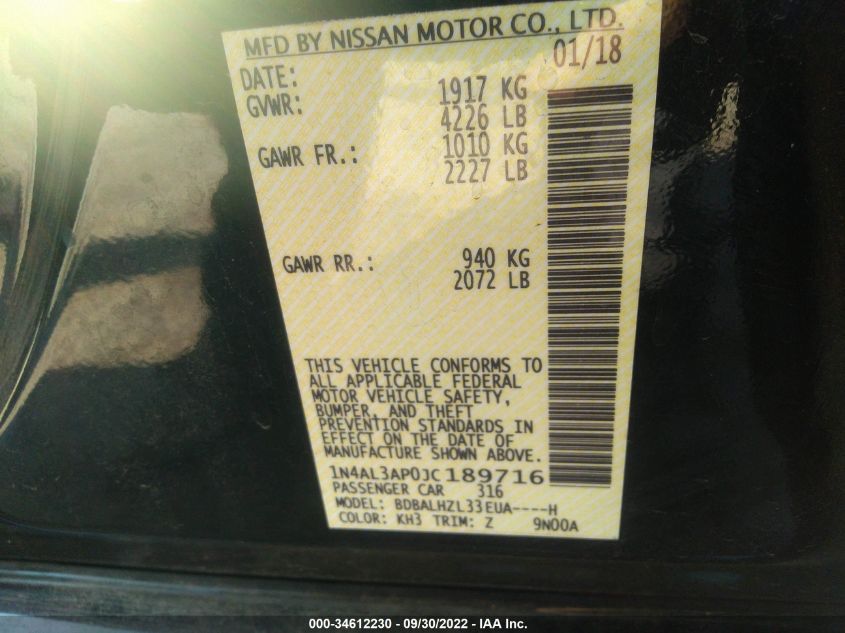 MFD BY NISSAN MOTOR CO., LTD.
DATE: 01/18
GVWR: 1917 KG
4226 LB
GAWR FR.: 1010 KG
2227 LB
GAWR RR.: 940 KG
2072 LB
THIS VEHICLE CONFORMS TO
ALL APPLICABLE FEDERAL
MOTOR VEHICLE SAFETY,
BUMPER, AND THEFT
PREVENTION STANDARDS IN
EFFECT ON THE DATE OF
MANUFACTURE SHOWN ABOVE.
1N4AL3AP0JC189716
PASSENGER CAR 316
MODEL: BDBALHZL33EUA----H
COLOR: KH3 TRIM: Z 9N00A
000-34612230 - 09/30/2022 - IAA Inc.